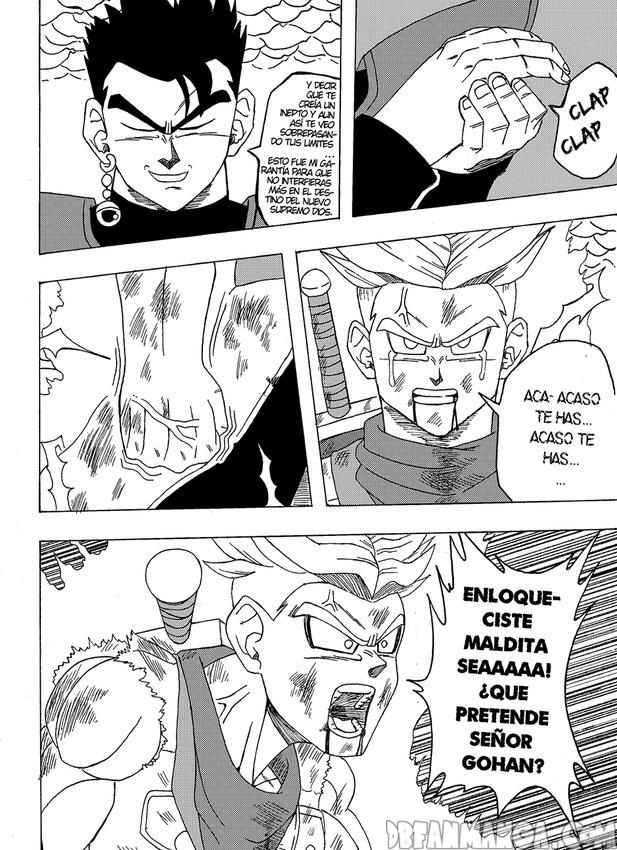 CLAP
CLAP
Y DECIR
QUE TE
CREÍA UN
INEPTO Y AUN
ASÍ TE VEO
SOBREPASAN-
DO TUS LIMITES
...
ESTO FUE MI GA-
RANTÍA PARA QUE
NO INTERFIERAS
MÁS EN EL DES-
TINO DEL NUEVO
SUPREMO DIOS.
ACA- ACASO
TE HAS...
ACASO TE
HAS...
...
ENLOQUE-
CISTE
MALDITA
SEAAAAA!
¿QUE
PRETENDE
SEÑOR
GOHAN?
DBFANMANGA.COM